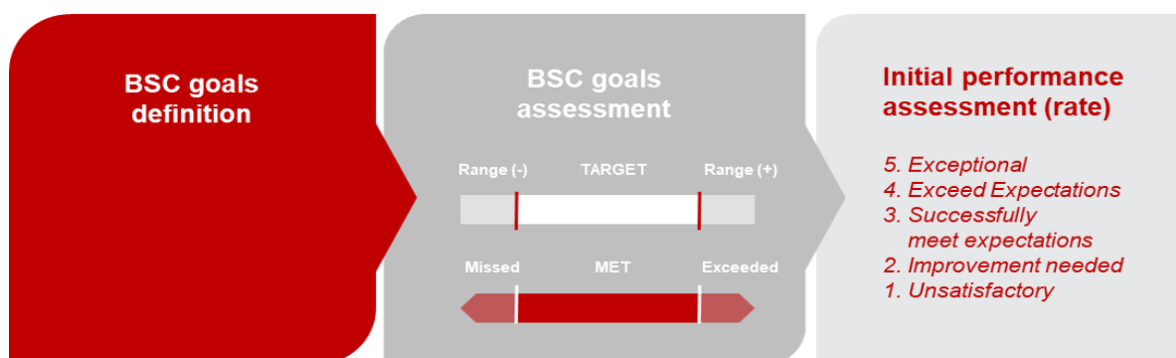 BSC goals
definition
BSC goals
assessment
Range (-) TARGET Range (+)
Missed MET Exceeded
Initial performance
assessment (rate)
5. Exceptional
4. Exceed Expectations
3. Successfully
meet expectations
2. Improvement needed
1. Unsatisfactory